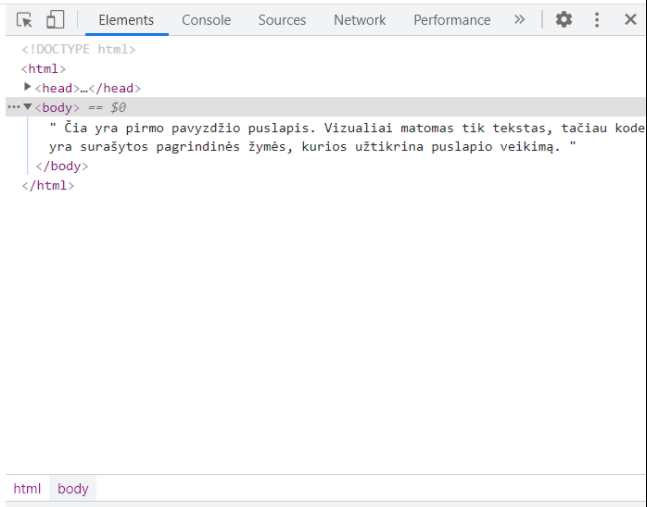 Elements Console Sources Network Performance »
<!DOCTYPE html>
<html>
<head>…</head>
<body> == $0
" Čia yra pirmo pavyzdžio puslapis. Vizualiai matomas tik tekstas, tačiau kode
yra surašytos pagrindinės žymės, kurios užtikrina puslapio veikimą. "
</body>
</html>
html body